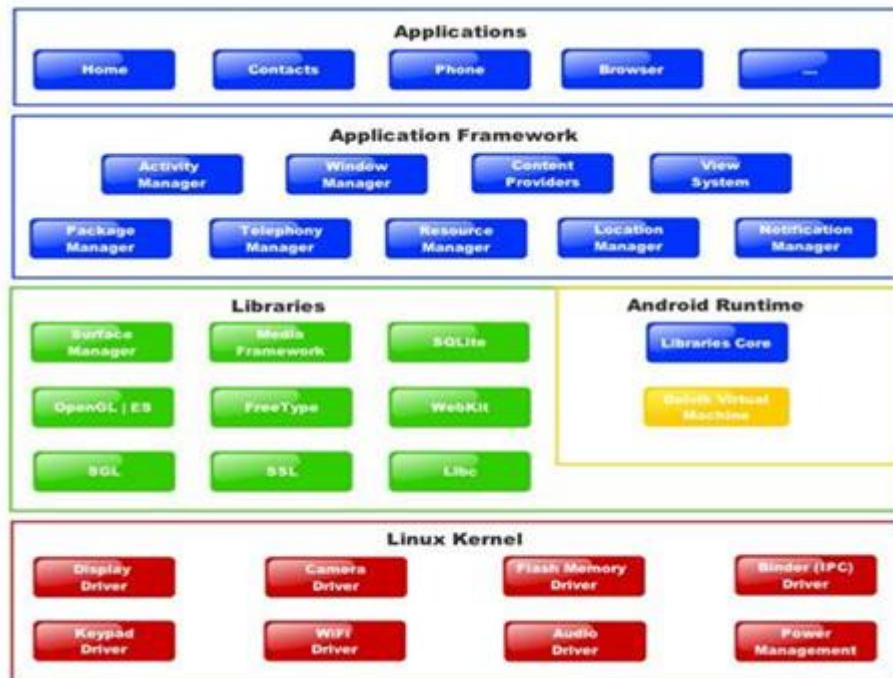 Applications
Home
Contacts
Phone
Browser
...
Application Framework
Activity
Manager
Window
Manager
Content
Providers
View
System
Package
Manager
Telephony
Manager
Resource
Manager
Location
Manager
Notification
Manager
Libraries
Surface
Manager
Media
Framework
SQLite
OpenGL | ES
FreeType
WebKit
SGL
SSL
Libc
Android Runtime
Libraries Core
Dalvik Virtual
Machine
Linux Kernel
Display
Driver
Camera
Driver
Flash Memory
Driver
Binder (IPC)
Driver
Keypad
Driver
WiFi
Driver
Audio
Driver
Power
Management